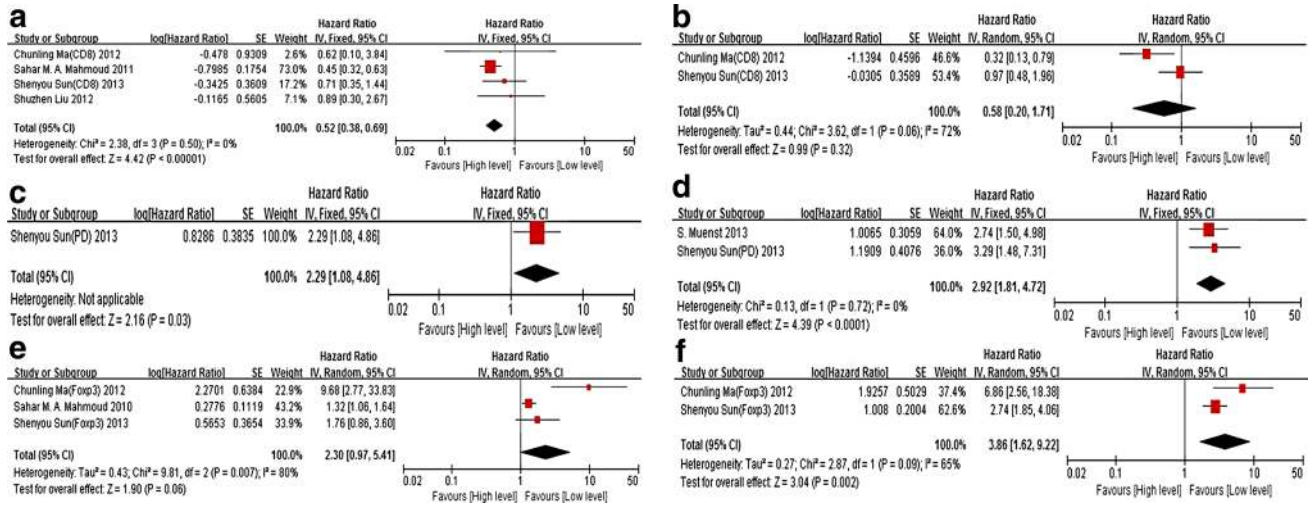 a
Hazard Ratio Hazard Ratio
Study or Subgroup log[Hazard Ratio] SE Weight IV, Fixed, 95% CI IV, Fixed, 95% CI
Chunling Ma(CD8) 2012 -0.478 0.9309 2.6% 0.62 [0.10, 3.84]
Sahar M. A. Mahmoud 2011 -0.7985 0.1754 73.0% 0.45 [0.32, 0.63]
Shenyou Sun(CD8) 2013 -0.3425 0.3609 17.2% 0.71 [0.35, 1.44]
Shuzhen Liu 2012 -0.1165 0.5605 7.1% 0.89 [0.30, 2.67]
Total (95% CI) 100.0% 0.52 [0.38, 0.69]
Heterogeneity: Chi² = 2.38, df = 3 (P = 0.50); I² = 0%
Test for overall effect: Z = 4.42 (P < 0.00001)
0.02 0.1 1 10 50
Favours [High level] Favours [Low level]
b
Hazard Ratio Hazard Ratio
Study or Subgroup log[Hazard Ratio] SE Weight IV, Random, 95% CI IV, Random, 95% CI
Chunling Ma(CD8) 2012 -1.1394 0.4596 46.6% 0.32 [0.13, 0.79]
Shenyou Sun(CD8) 2013 -0.0305 0.3589 53.4% 0.97 [0.48, 1.96]
Total (95% CI) 100.0% 0.58 [0.20, 1.71]
Heterogeneity: Tau² = 0.44; Chi² = 3.62, df = 1 (P = 0.06); I² = 72%
Test for overall effect: Z = 0.99 (P = 0.32)
0.02 0.1 1 10 50
Favours [High level] Favours [Low level]
c
Hazard Ratio Hazard Ratio
Study or Subgroup log[Hazard Ratio] SE Weight IV, Fixed, 95% CI IV, Fixed, 95% CI
Shenyou Sun(PD) 2013 0.8286 0.3835 100.0% 2.29 [1.08, 4.86]
Total (95% CI) 100.0% 2.29 [1.08, 4.86]
Heterogeneity: Not applicable
Test for overall effect: Z = 2.16 (P = 0.03)
0.02 0.1 1 10 50
Favours [High level] Favours [Low level]
d
Hazard Ratio Hazard Ratio
Study or Subgroup log[Hazard Ratio] SE Weight IV, Fixed, 95% CI IV, Fixed, 95% CI
S. Muenst 2013 1.0065 0.3059 64.0% 2.74 [1.50, 4.98]
Shenyou Sun(PD) 2013 1.1909 0.4076 36.0% 3.29 [1.48, 7.31]
Total (95% CI) 100.0% 2.92 [1.81, 4.72]
Heterogeneity: Chi² = 0.13, df = 1 (P = 0.72); I² = 0%
Test for overall effect: Z = 4.39 (P < 0.0001)
0.02 0.1 1 10 50
Favours [High level] Favours [Low level]
e
Hazard Ratio Hazard Ratio
Study or Subgroup log[Hazard Ratio] SE Weight IV, Random, 95% CI IV, Random, 95% CI
Chunling Ma(Foxp3) 2012 2.2701 0.6384 22.9% 9.68 [2.77, 33.83]
Sahar M. A. Mahmoud 2010 0.2776 0.1119 43.2% 1.32 [1.06, 1.64]
Shenyou Sun(Foxp3) 2013 0.5653 0.3654 33.9% 1.76 [0.86, 3.60]
Total (95% CI) 100.0% 2.30 [0.97, 5.41]
Heterogeneity: Tau² = 0.43; Chi² = 9.81, df = 2 (P = 0.007); I² = 80%
Test for overall effect: Z = 1.90 (P = 0.06)
0.02 0.1 1 10 50
Favours [High level] Favours [Low level]
f
Hazard Ratio Hazard Ratio
Study or Subgroup log[Hazard Ratio] SE Weight IV, Random, 95% CI IV, Random, 95% CI
Chunling Ma(Foxp3) 2012 1.9257 0.5029 37.4% 6.86 [2.56, 18.38]
Shenyou Sun(Foxp3) 2013 1.008 0.2004 62.6% 2.74 [1.85, 4.06]
Total (95% CI) 100.0% 3.86 [1.62, 9.22]
Heterogeneity: Tau² = 0.27; Chi² = 2.87, df = 1 (P = 0.09); I² = 65%
Test for overall effect: Z = 3.04 (P = 0.002)
0.02 0.1 1 10 50
Favours [High level] Favours [Low level]